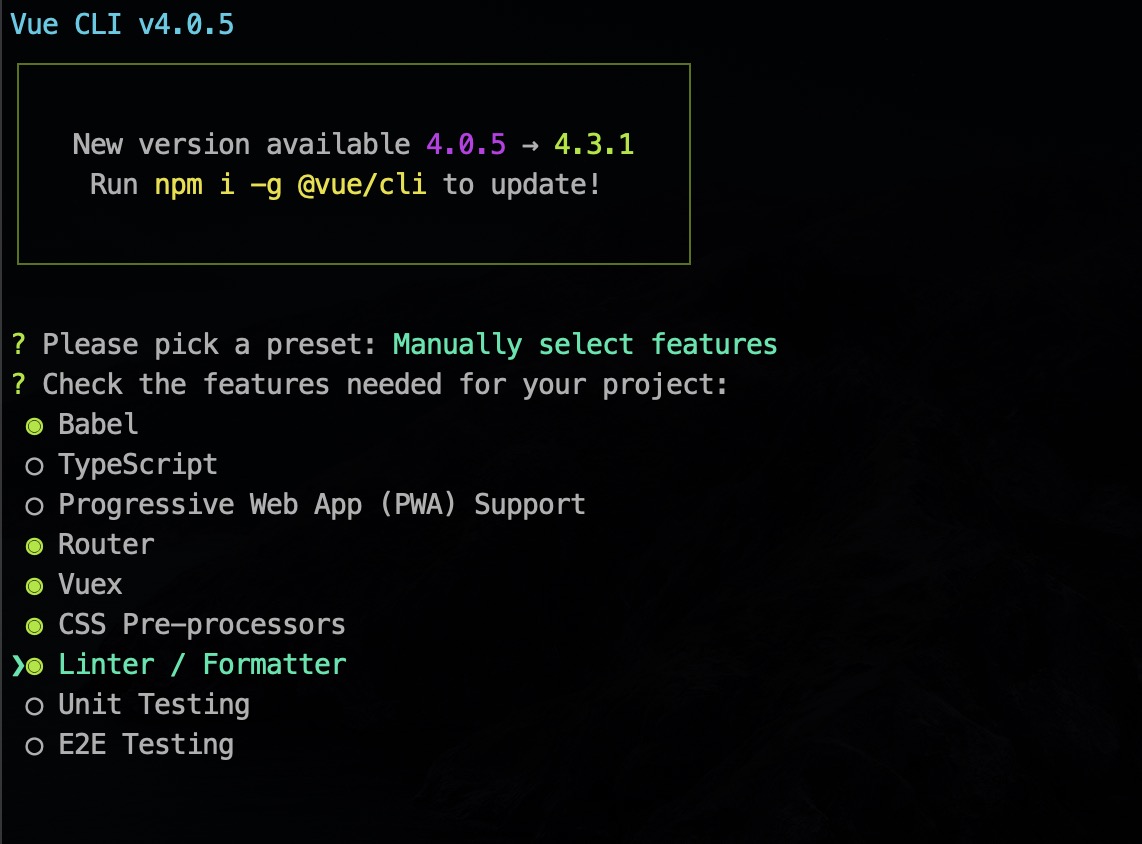 Vue CLI v4.0.5
New version available 4.0.5 → 4.3.1
Run npm i -g @vue/cli to update!
? Please pick a preset: Manually select features
? Check the features needed for your project:
◉ Babel
◯ TypeScript
◯ Progressive Web App (PWA) Support
◉ Router
◉ Vuex
◉ CSS Pre-processors
❯◉ Linter / Formatter
◯ Unit Testing
◯ E2E Testing